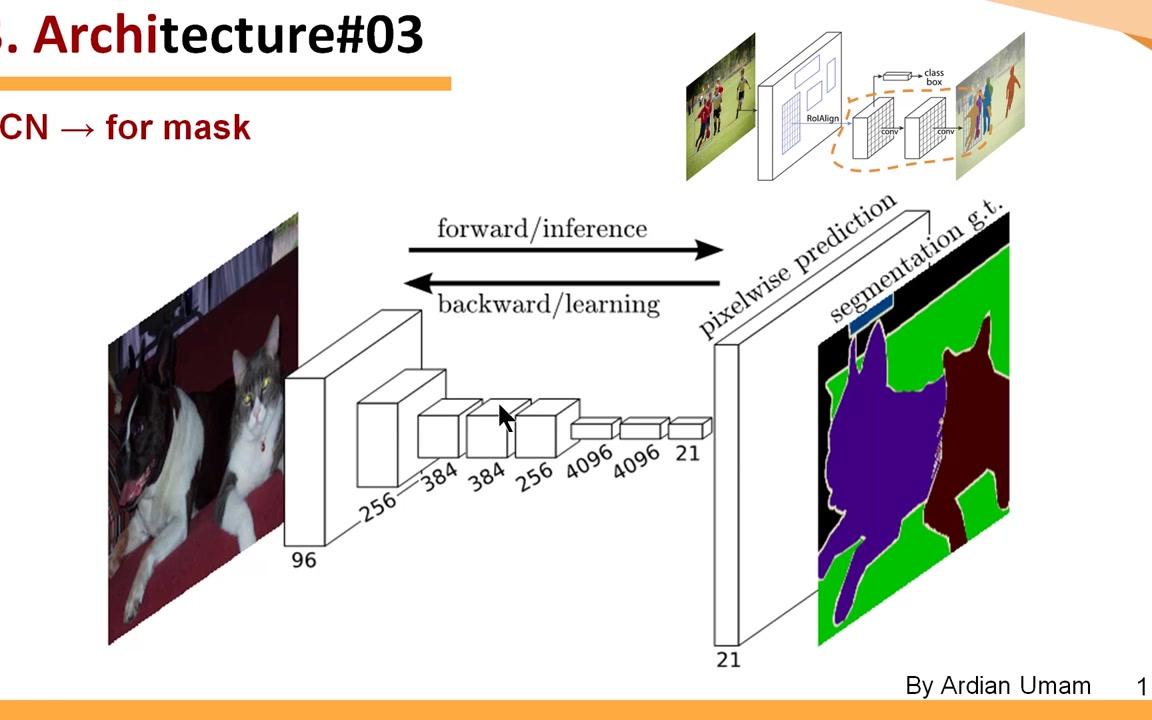 3. Architecture#03
CN → for mask
RoIAlign
class
box
conv
conv
forward/inference
backward/learning
pixelwise prediction
segmentation g.t.
96
256
384
384
256
4096
4096
21
21
By Ardian Umam
1